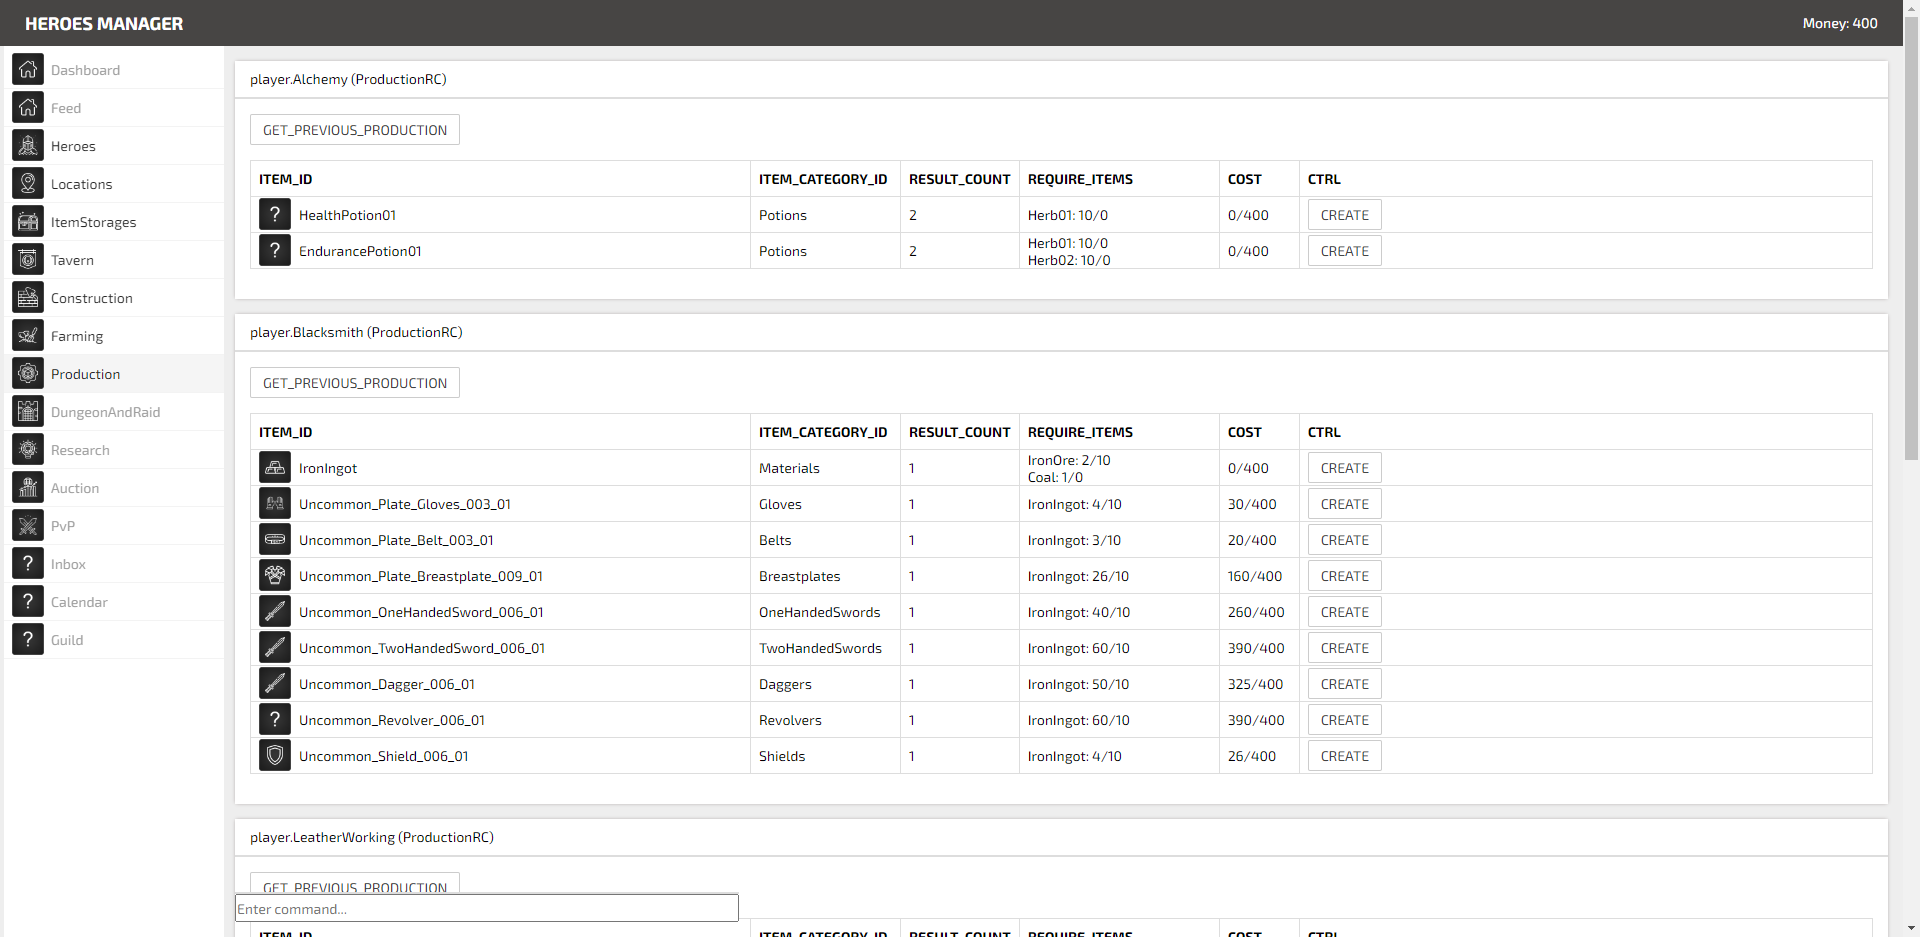 HEROES MANAGER
Money: 400
Dashboard
Feed
Heroes
Locations
ItemStorages
Tavern
Construction
Farming
Production
DungeonAndRaid
Research
Auction
PvP
? Inbox
? Calendar
? Guild
player.Alchemy (ProductionRC)
GET_PREVIOUS_PRODUCTION
ITEM_ID ITEM_CATEGORY_ID RESULT_COUNT REQUIRE_ITEMS COST CTRL
? HealthPotion01 Potions 2 Herb01: 10/0 0/400 CREATE
? EndurancePotion01 Potions 2 Herb01: 10/0 0/400 CREATE
Herb02: 10/0
player.Blacksmith (ProductionRC)
GET_PREVIOUS_PRODUCTION
ITEM_ID ITEM_CATEGORY_ID RESULT_COUNT REQUIRE_ITEMS COST CTRL
IronIngot Materials 1 IronOre: 2/10 0/400 CREATE
Coal: 1/0
Uncommon_Plate_Gloves_003_01 Gloves 1 IronIngot: 4/10 30/400 CREATE
Uncommon_Plate_Belt_003_01 Belts 1 IronIngot: 3/10 20/400 CREATE
Uncommon_Plate_Breastplate_009_01 Breastplates 1 IronIngot: 26/10 160/400 CREATE
Uncommon_OneHandedSword_006_01 OneHandedSwords 1 IronIngot: 40/10 260/400 CREATE
Uncommon_TwoHandedSword_006_01 TwoHandedSwords 1 IronIngot: 60/10 390/400 CREATE
Uncommon_Dagger_006_01 Daggers 1 IronIngot: 50/10 325/400 CREATE
? Uncommon_Revolver_006_01 Revolvers 1 IronIngot: 60/10 390/400 CREATE
Uncommon_Shield_006_01 Shields 1 IronIngot: 4/10 26/400 CREATE
player.LeatherWorking (ProductionRC)
GET_PREVIOUS_PRODUCTION
Enter command...
ITEM_ID ITEM_CATEGORY_ID RESULT_COUNT REQUIRE_ITEMS COST CTRL